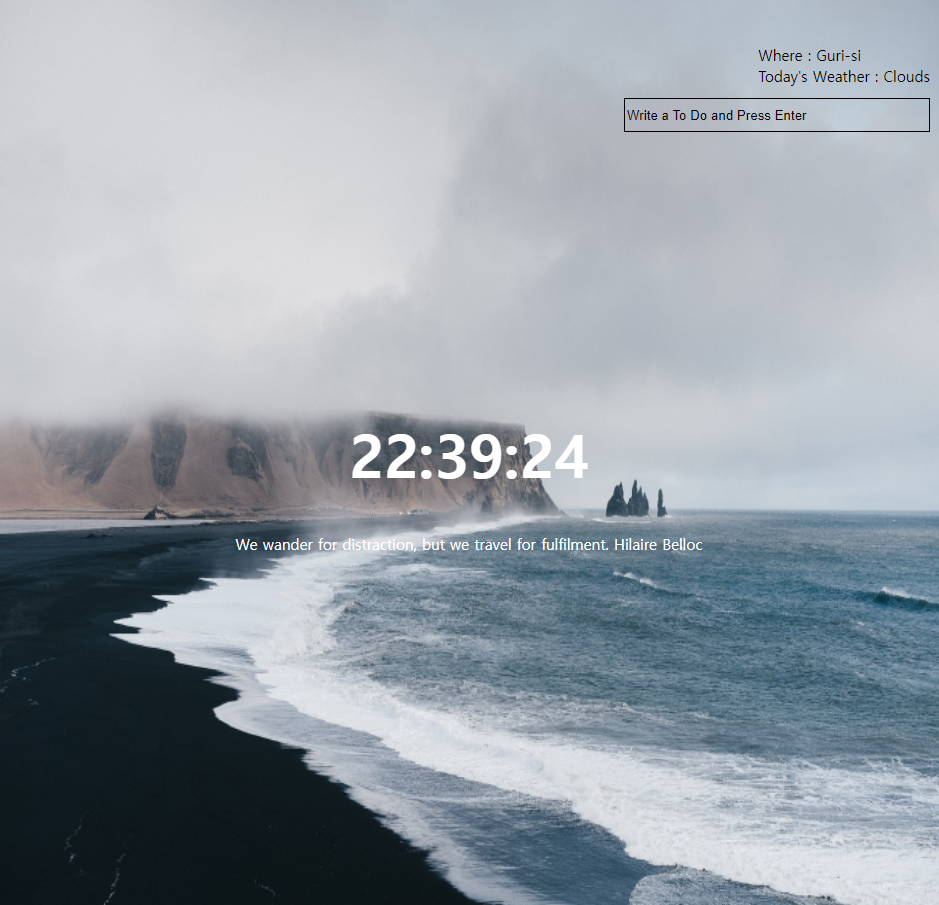 Where : Guri-si
Today's Weather : Clouds
Write a To Do and Press Enter
22:39:24
We wander for distraction, but we travel for fulfilment. Hilaire Belloc